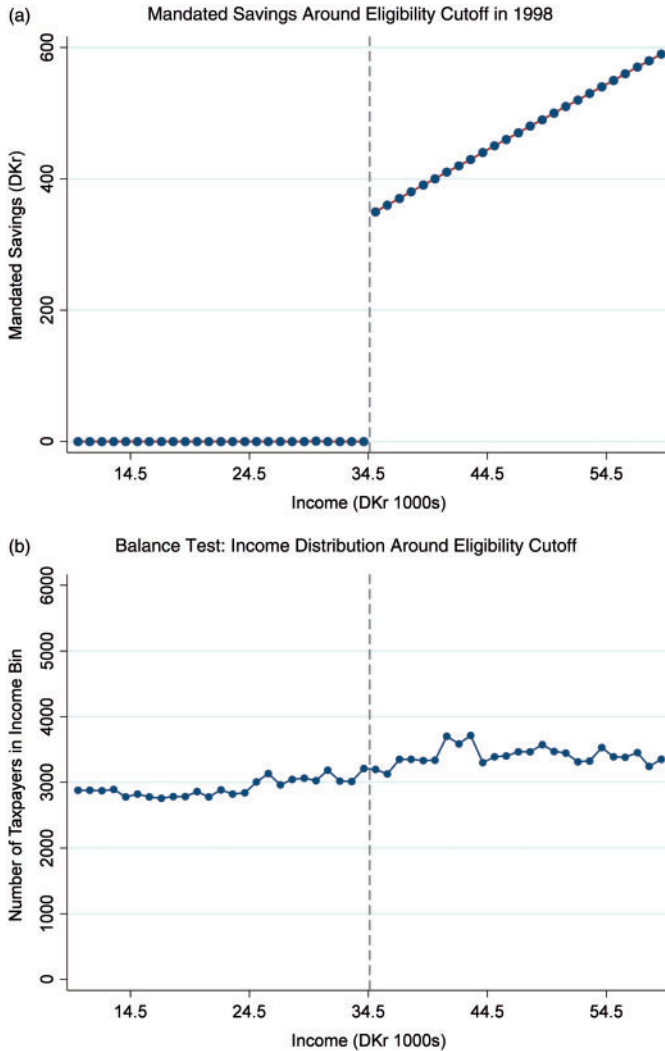 (a) Mandated Savings Around Eligibility Cutoff in 1998
Mandated Savings (DKr)
600
400
200
0
14.5 24.5 34.5 44.5 54.5
Income (DKr 1000s)
(b) Balance Test: Income Distribution Around Eligibility Cutoff
Number of Taxpayers in Income Bin
6000
5000
4000
3000
2000
1000
0
14.5 24.5 34.5 44.5 54.5
Income (DKr 1000s)